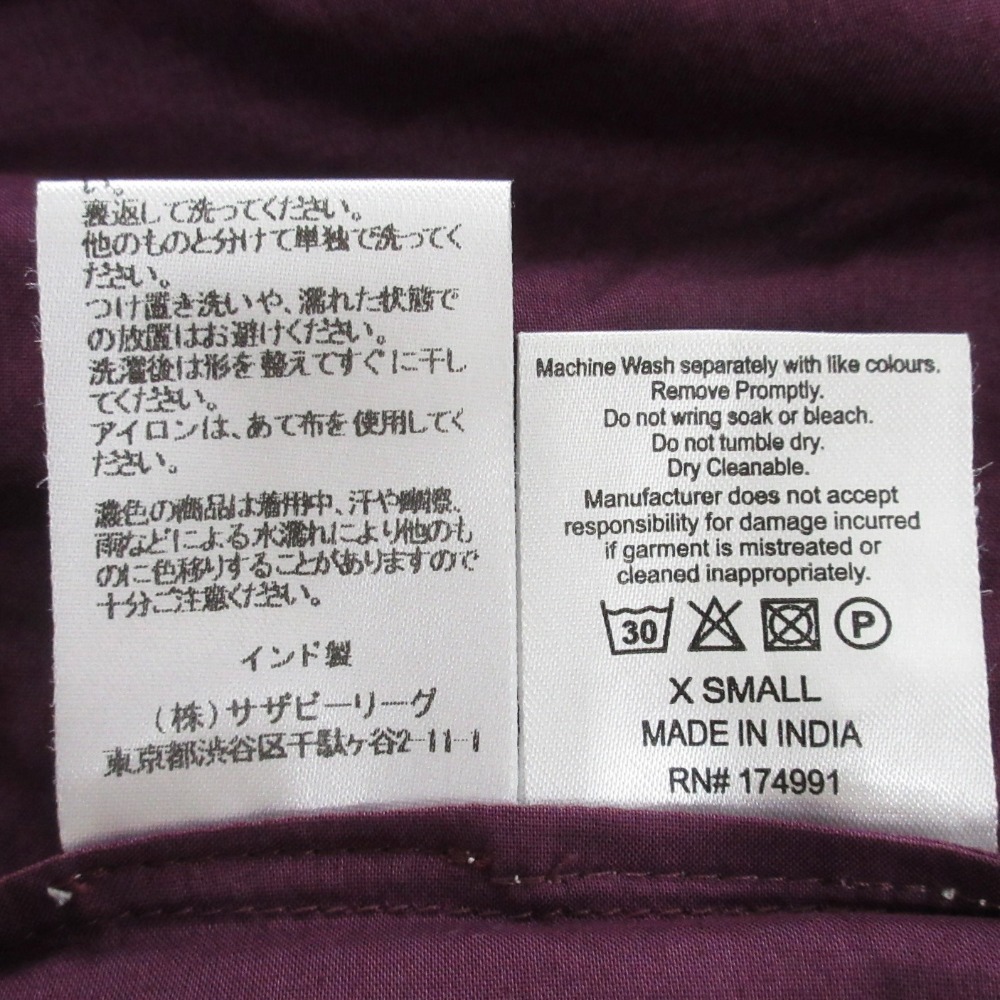 い。
裏返して洗ってください。
他のものと分けて単独で洗ってく
ださい。
つけ置き洗いや、濡れた状態で
の放置はお避けください。
洗濯後は形を整えてすぐに干し
てください。
アイロンは、あて布を使用してく
ださい。
濃色の商品は着用中、汗や摩擦、
雨などによる水濡れにより他のも
のに色移りすることがありますので
十分ご注意ください。
インド製
(株)サザビーリーグ
東京都渋谷区千駄ヶ谷2-11-1
Machine Wash separately with like colours.
Remove Promptly.
Do not wring soak or bleach.
Do not tumble dry.
Dry Cleanable.
Manufacturer does not accept
responsibility for damage incurred
if garment is mistreated or
cleaned inappropriately.
30 P
X SMALL
MADE IN INDIA
RN# 174991